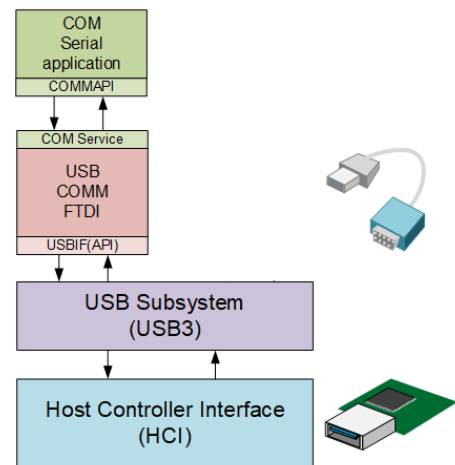 COM
Serial
application
COMMAPI
COM Service
USB
COMM
FTDI
USBIF(API)
USB Subsystem
(USB3)
Host Controller Interface
(HCI)